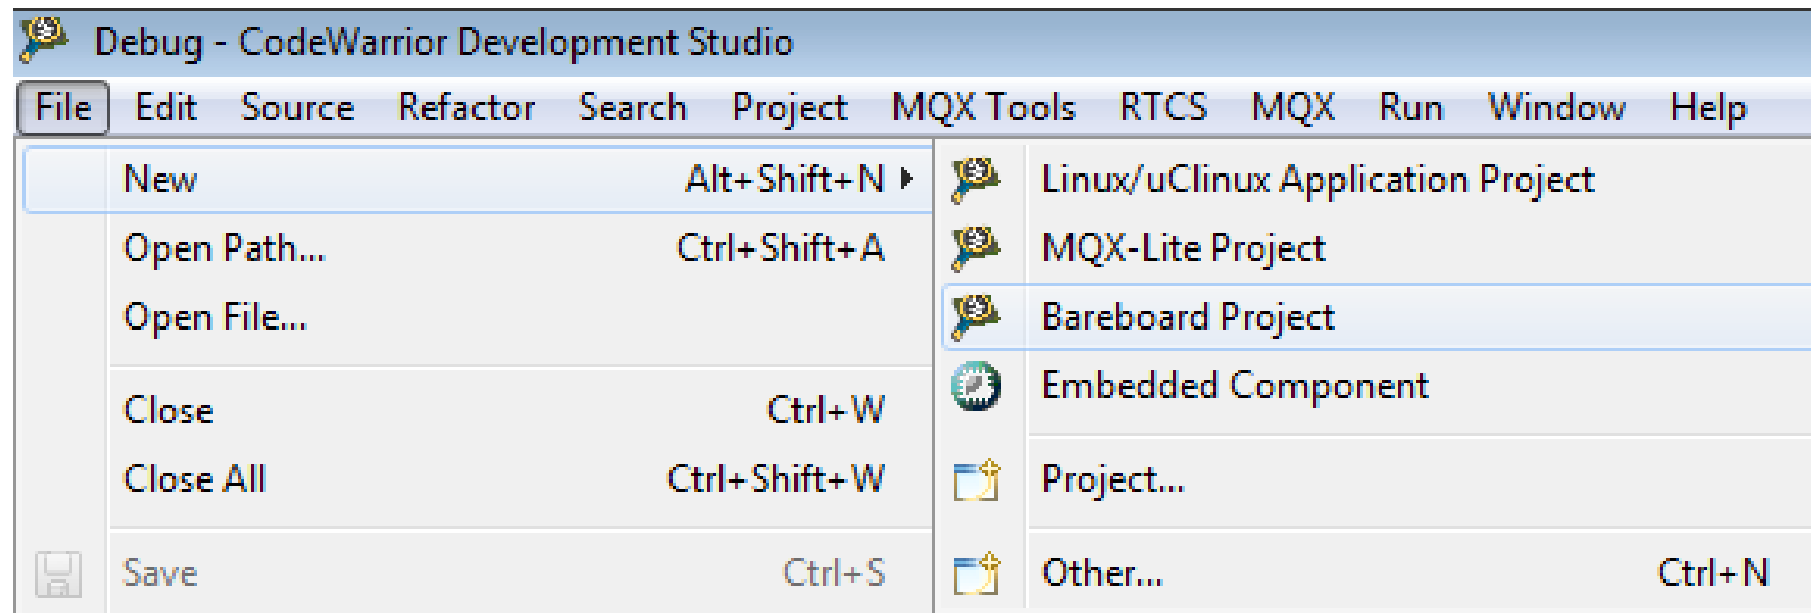 Debug - CodeWarrior Development Studio
File Edit Source Refactor Search Project MQX Tools RTCS MQX Run Window Help
New Alt+Shift+N
Open Path... Ctrl+Shift+A
Open File...
Close Ctrl+W
Close All Ctrl+Shift+W
Save Ctrl+S
Linux/uClinux Application Project
MQX-Lite Project
Bareboard Project
Embedded Component
Project...
Other... Ctrl+N